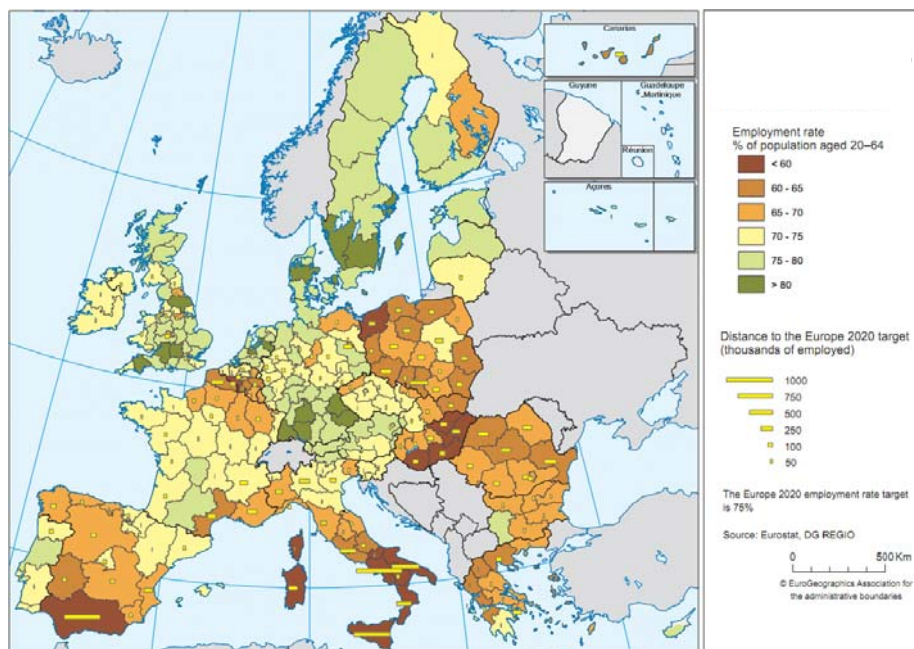 Canarias
Guyane
Guadeloupe
Martinique
Réunion
Açores
Employment rate
% of population aged 20–64
< 60
60 - 65
65 - 70
70 - 75
75 - 80
> 80
Distance to the Europe 2020 target
(thousands of employed)
1000
750
500
250
100
50
The Europe 2020 employment rate target
is 75%
Source: Eurostat, DG REGIO
0 500 Km
© EuroGeographics Association for
the administrative boundaries